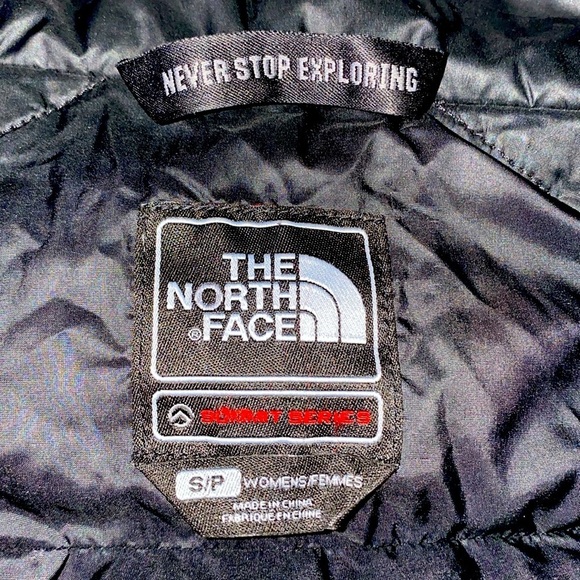 NEVER STOP EXPLORING
THE
NORTH
®FACE
SUMMIT SERIES
S/P WOMENS/FEMMES
MADE IN CHINA
FABRIQUE EN CHINE